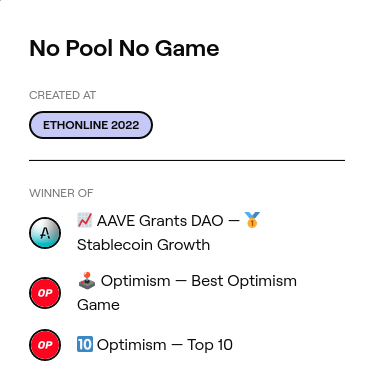 No Pool No Game
CREATED AT
ETHONLINE 2022
WINNER OF
A
📈 AAVE Grants DAO — 🥇
Stablecoin Growth
OP
🕹️ Optimism — Best Optimism
Game
OP
🔟 Optimism — Top 10